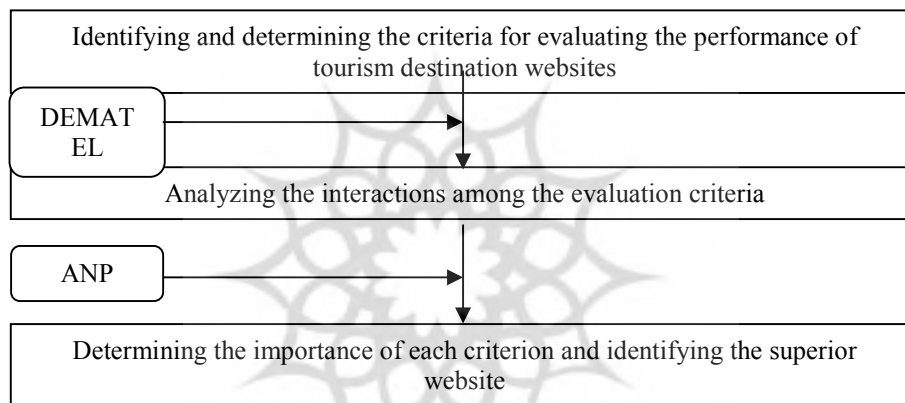 Identifying and determining the criteria for evaluating the performance of
tourism destination websites
DEMAT
EL
Analyzing the interactions among the evaluation criteria
ANP
Determining the importance of each criterion and identifying the superior
website